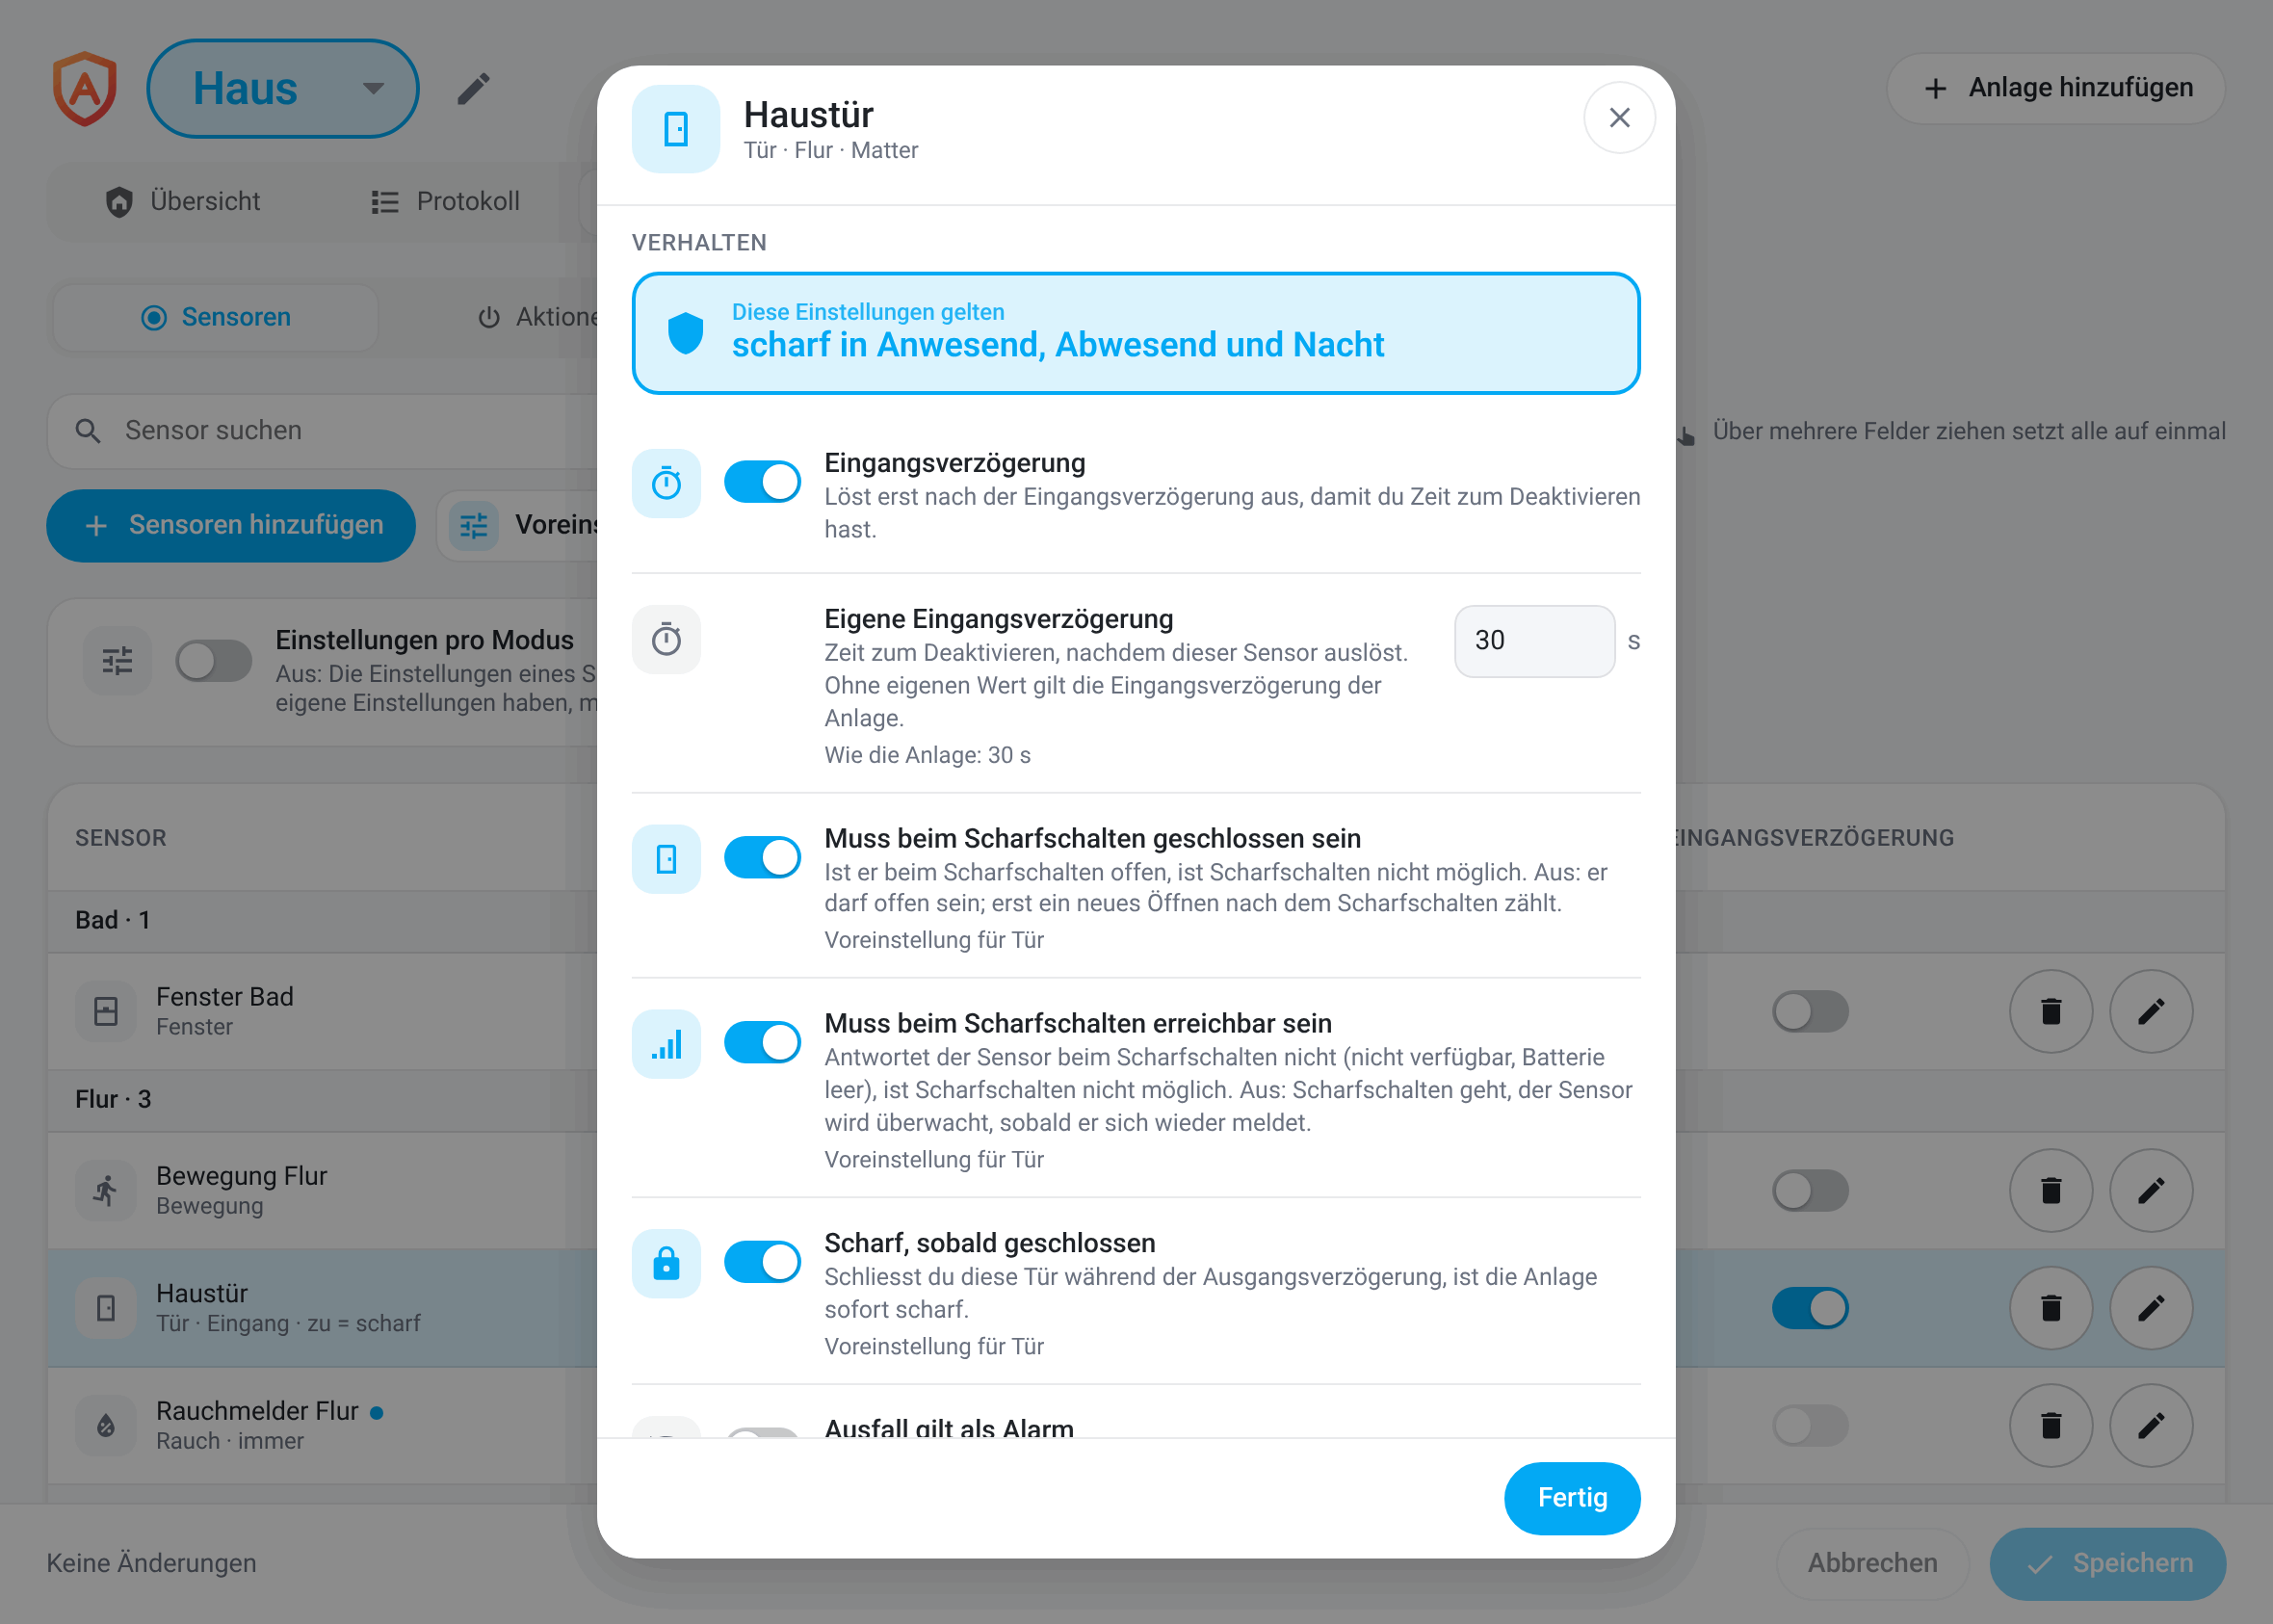 Haus
Anlage hinzufügen
Übersicht
Protokoll
Sensoren
Aktione
Sensor suchen
Über mehrere Felder ziehen setzt alle auf einmal
Sensoren hinzufügen
Voreins
Einstellungen pro Modus
Aus: Die Einstellungen eines S
eigene Einstellungen haben, m
SENSOR
EINGANGSVERZÖGERUNG
Bad · 1
Fenster Bad
Fenster
Flur · 3
Bewegung Flur
Bewegung
Haustür
Tür · Eingang · zu = scharf
Rauchmelder Flur
Rauch · immer
Keine Änderungen
Abbrechen
Speichern
Haustür
Tür · Flur · Matter
VERHALTEN
Diese Einstellungen gelten
scharf in Anwesend, Abwesend und Nacht
Eingangsverzögerung
Löst erst nach der Eingangsverzögerung aus, damit du Zeit zum Deaktivieren
hast.
Eigene Eingangsverzögerung
Zeit zum Deaktivieren, nachdem dieser Sensor auslöst.
Ohne eigenen Wert gilt die Eingangsverzögerung der
Anlage.
Wie die Anlage: 30 s
30 s
Muss beim Scharfschalten geschlossen sein
Ist er beim Scharfschalten offen, ist Scharfschalten nicht möglich. Aus: er
darf offen sein; erst ein neues Öffnen nach dem Scharfschalten zählt.
Voreinstellung für Tür
Muss beim Scharfschalten erreichbar sein
Antwortet der Sensor beim Scharfschalten nicht (nicht verfügbar, Batterie
leer), ist Scharfschalten nicht möglich. Aus: Scharfschalten geht, der Sensor
wird überwacht, sobald er sich wieder meldet.
Voreinstellung für Tür
Scharf, sobald geschlossen
Schliesst du diese Tür während der Ausgangsverzögerung, ist die Anlage
sofort scharf.
Voreinstellung für Tür
Ausfall gilt als Alarm
Fertig